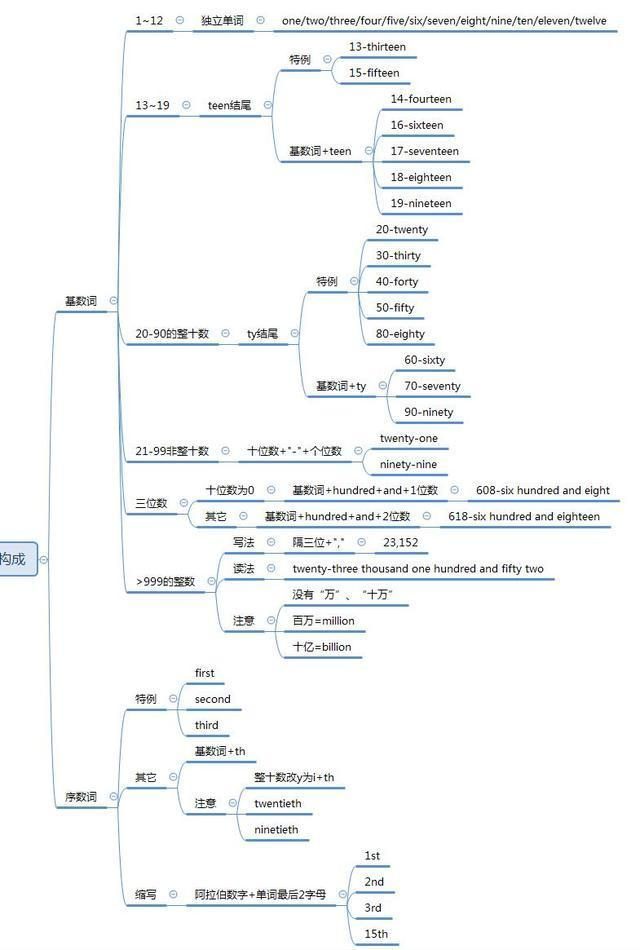 构成
基数词
1~12
独立单词
one/two/three/four/five/six/seven/eight/nine/ten/eleven/twelve
13~19
teen结尾
特例
13-thirteen
15-fifteen
基数词+teen
14-fourteen
16-sixteen
17-seventeen
18-eighteen
19-nineteen
20-90的整十数
ty结尾
特例
20-twenty
30-thirty
40-forty
50-fifty
80-eighty
基数词+ty
60-sixty
70-seventy
90-ninety
21-99非整十数
十位数+"-"+个位数
twenty-one
ninety-nine
三位数
十位数为0
基数词+hundred+and+1位数
608-six hundred and eight
其它
基数词+hundred+and+2位数
618-six hundred and eighteen
>999的整数
写法
隔三位+","
23,152
读法
twenty-three thousand one hundred and fifty two
注意
没有“万”、“十万”
百万=million
十亿=billion
序数词
特例
first
second
third
其它
基数词+th
注意
整十数改y为i+th
twentieth
ninetieth
缩写
阿拉伯数字+单词最后2字母
1st
2nd
3rd
15th